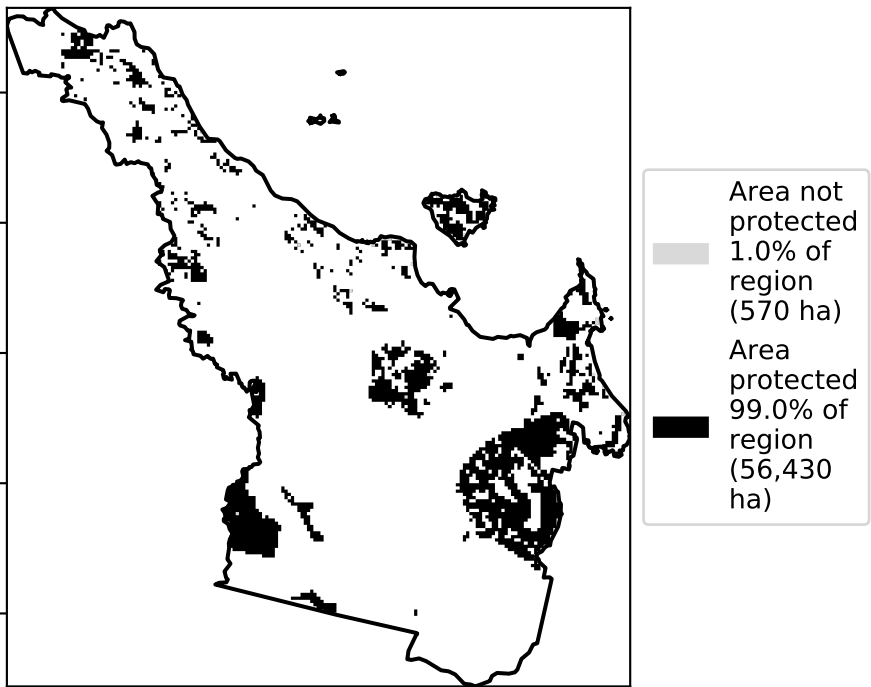 Area not
protected
1.0% of
region
(570 ha)
Area
protected
99.0% of
region
(56,430
ha)